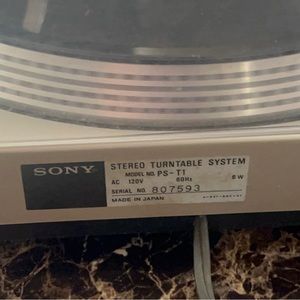 SONY
STEREO TURNTABLE SYSTEM
MODEL NO. PS-T1
AC 120V 60Hz 8W
SERIAL NO. 807593
MADE IN JAPAN